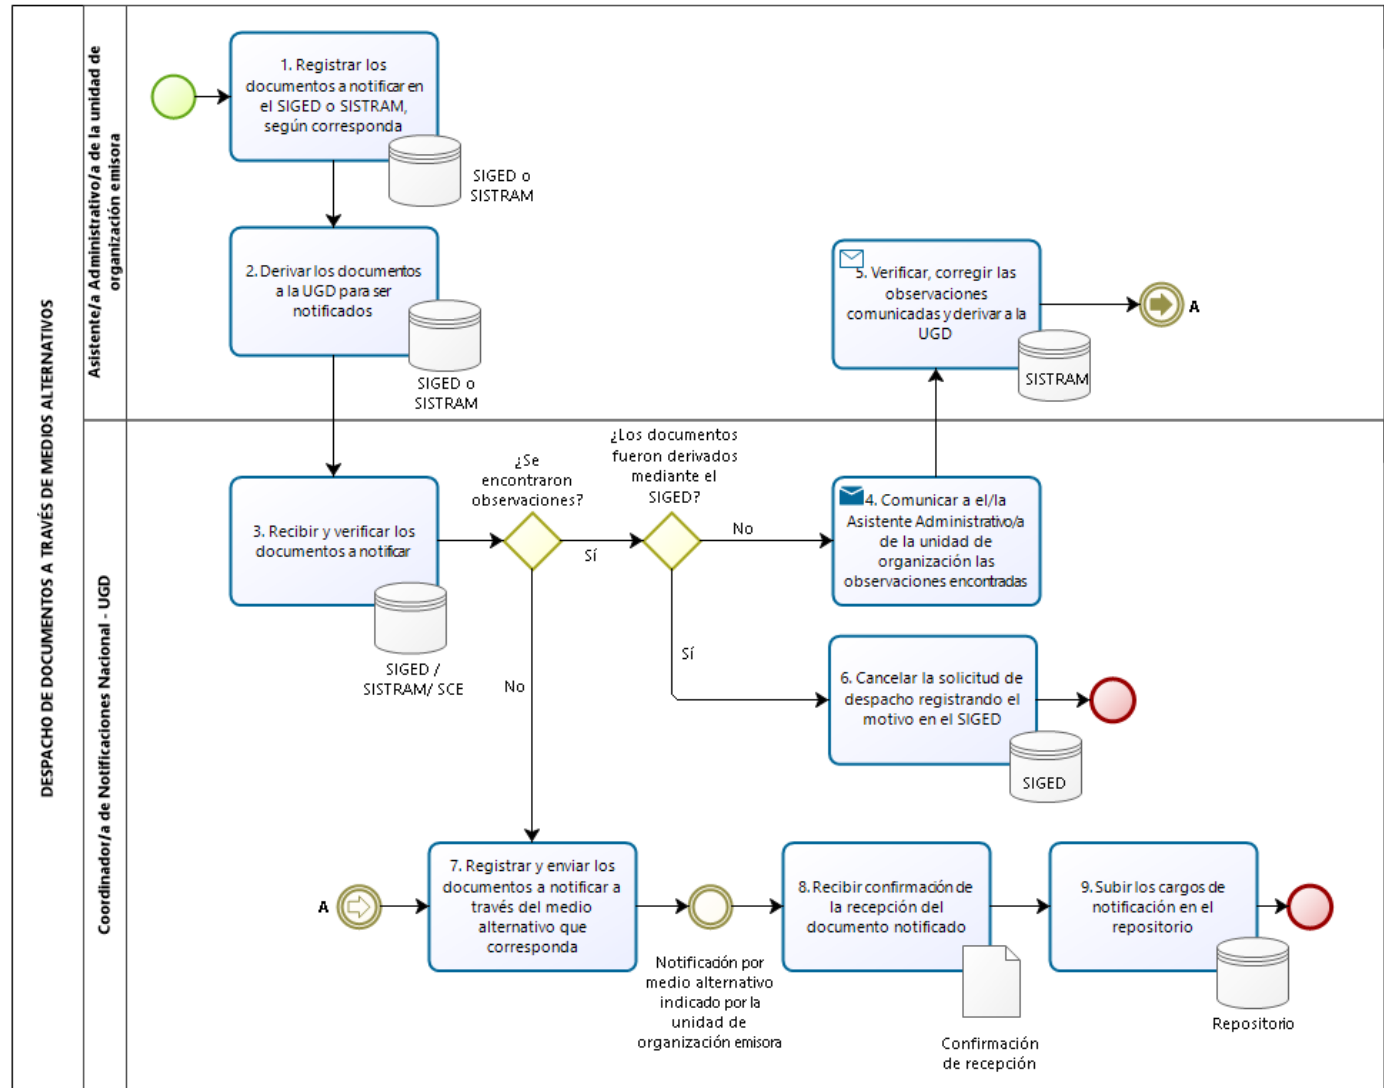 DESPACHO DE DOCUMENTOS A TRAVÉS DE MEDIOS ALTERNATIVOS
Asistente/a Administrativo/a de la unidad de
organización emisora
1. Registrar los
documentos a notificar en
el SIGED o SISTRAM,
según corresponda
SIGED o
SISTRAM
2. Derivar los documentos
a la UGD para ser
notificados
SIGED o
SISTRAM
5. Verificar, corregir las
observaciones
comunicadas y derivar a la
UGD
SISTRAM
A
Coordinador/a de Notificaciones Nacional - UGD
3. Recibir y verificar los
documentos a notificar
SIGED /
SISTRAM/ SCE
¿Se
encontraron
observaciones?
Sí
No
¿Los documentos
fueron derivados
mediante el
SIGED?
No
Sí
4. Comunicar a el/la
Asistente Administrativo/a
de la unidad de
organización las
observaciones encontradas
6. Cancelar la solicitud de
despacho registrando el
motivo en el SIGED
SIGED
A
7. Registrar y enviar los
documentos a notificar a
través del medio
alternativo que
corresponda
Notificación por
medio alternativo
indicado por la
unidad de
organización emisora
8. Recibir confirmación de
la recepción del
documento notificado
Confirmación
de recepción
9. Subir los cargos de
notificación en el
repositorio
Repositorio